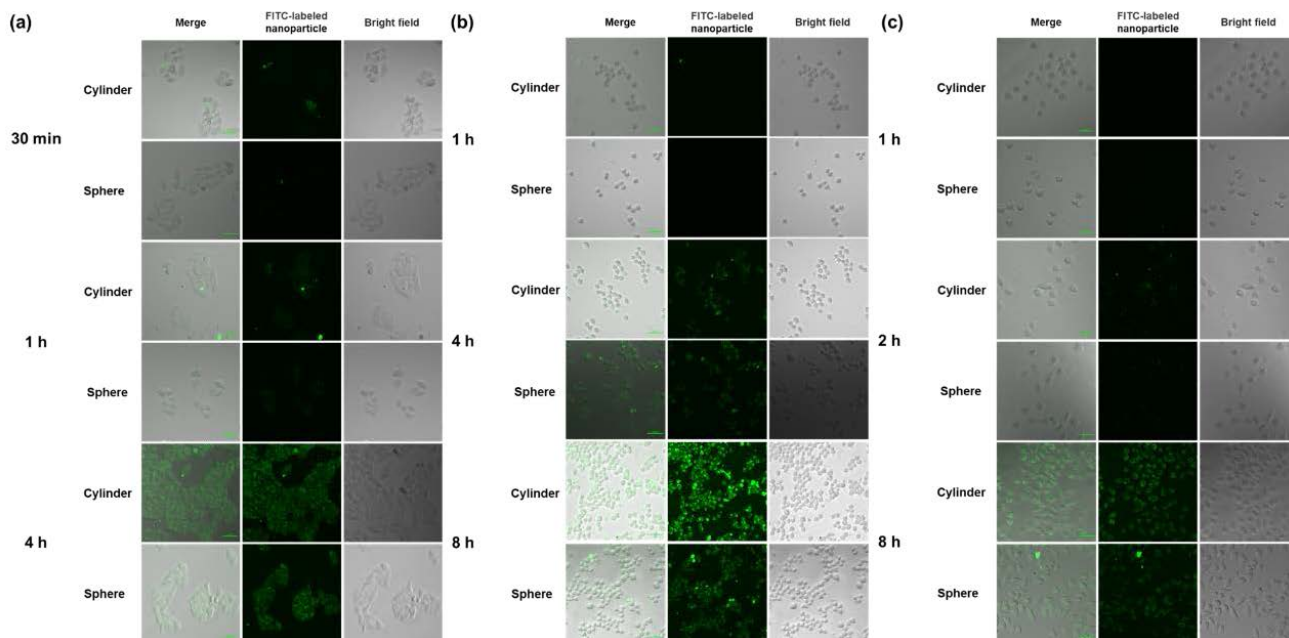 (a)
Merge
FITC-labeled
nanoparticle
Bright field
30 min
Cylinder
Sphere
1 h
Cylinder
Sphere
4 h
Cylinder
Sphere
(b)
Merge
FITC-labeled
nanoparticle
Bright field
1 h
Cylinder
Sphere
4 h
Cylinder
Sphere
8 h
Cylinder
Sphere
(c)
Merge
FITC-labeled
nanoparticle
Bright field
1 h
Cylinder
Sphere
2 h
Cylinder
Sphere
8 h
Cylinder
Sphere